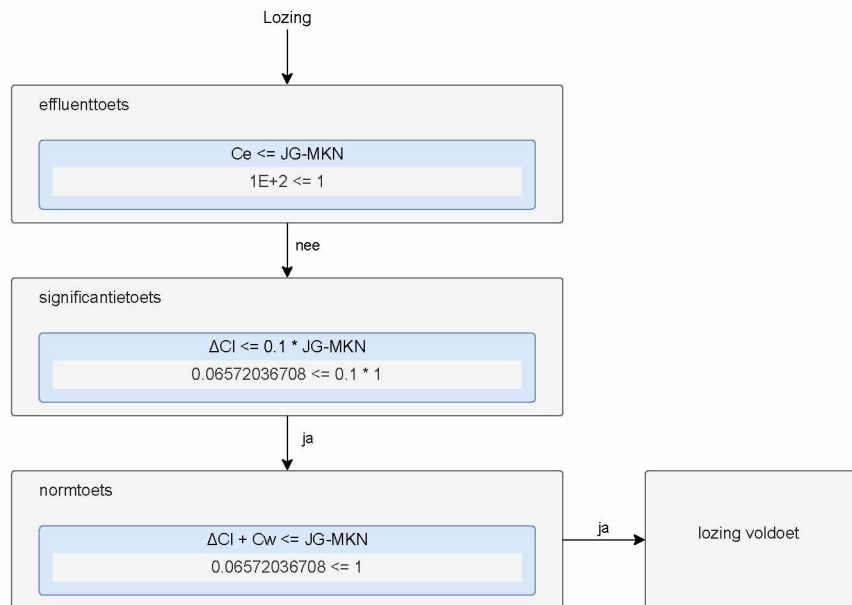 Lozing
effluenttoets
Ce <= JG-MKN
1E+2 <= 1
nee
significantietoets
ΔCl <= 0.1 * JG-MKN
0.06572036708 <= 0.1 * 1
ja
normtoets
ΔCl + Cw <= JG-MKN
0.06572036708 <= 1
ja
lozing voldoet